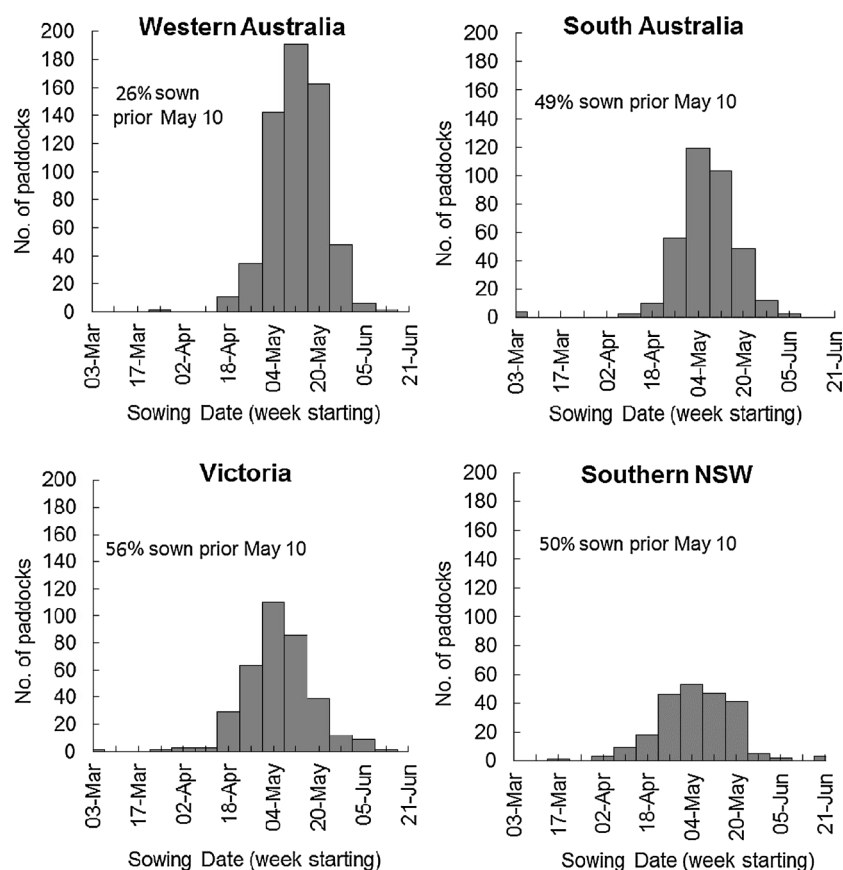 Western Australia
26% sown
prior May 10
No. of paddocks
200
180
160
140
120
100
80
60
40
20
0
03-Mar
17-Mar
02-Apr
18-Apr
04-May
20-May
05-Jun
21-Jun
Sowing Date (week starting)
South Australia
49% sown prior May 10
No. of paddocks
200
180
160
140
120
100
80
60
40
20
0
03-Mar
17-Mar
02-Apr
18-Apr
04-May
20-May
05-Jun
21-Jun
Sowing Date (week starting)
Victoria
56% sown prior May 10
No. of paddocks
200
180
160
140
120
100
80
60
40
20
0
03-Mar
17-Mar
02-Apr
18-Apr
04-May
20-May
05-Jun
21-Jun
Sowing Date (week starting)
Southern NSW
50% sown prior May 10
No. of paddocks
200
180
160
140
120
100
80
60
40
20
0
03-Mar
17-Mar
02-Apr
18-Apr
04-May
20-May
05-Jun
21-Jun
Sowing Date (week starting)